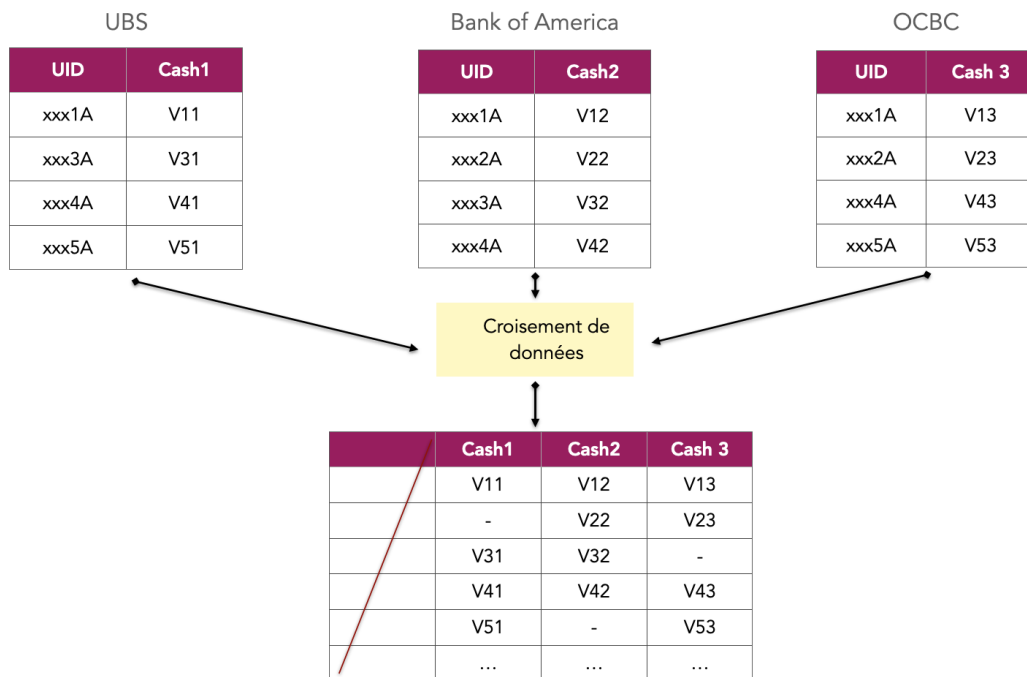 UBS
Bank of America
OCBC
UID Cash1
xxx1A V11
xxx3A V31
xxx4A V41
xxx5A V51
UID Cash2
xxx1A V12
xxx2A V22
xxx3A V32
xxx4A V42
UID Cash 3
xxx1A V13
xxx2A V23
xxx4A V43
xxx5A V53
Croisement de
données
Cash1 Cash2 Cash 3
V11 V12 V13
- V22 V23
V31 V32 -
V41 V42 V43
V51 - V53
... ... ...